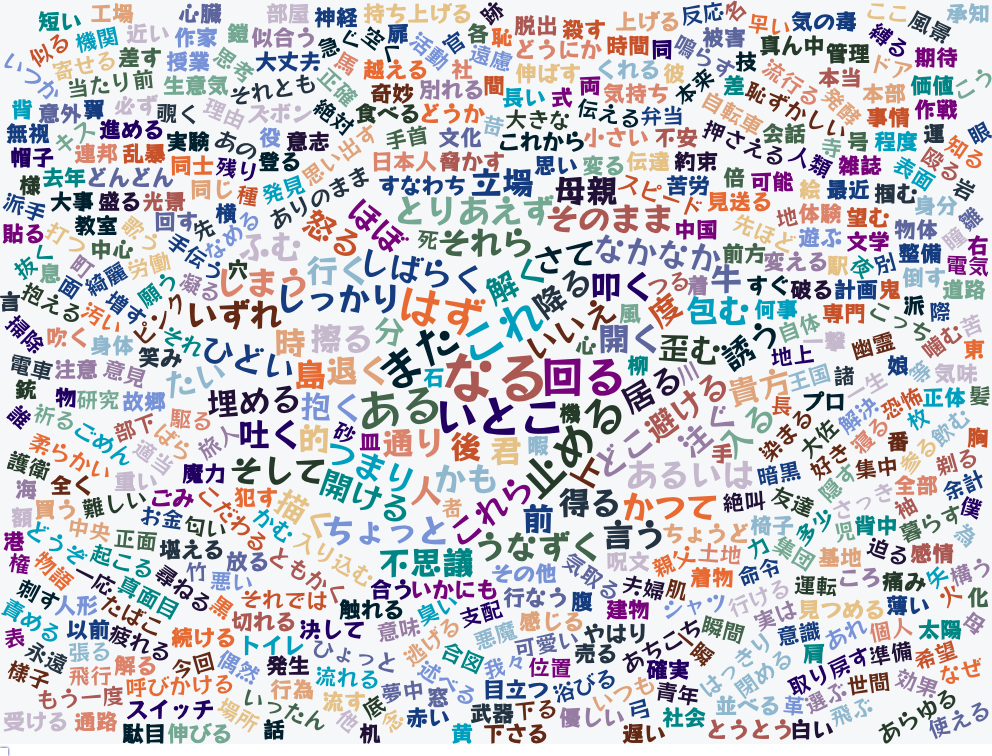 短い 工場 心臓 部屋 神経 持ち上げる 跡 脱出 殺す 上げる 反応 名 早い 気の毒 ここ 風景 承知
似る 機関 近い 作家 鎧 似合う 急ぐ 空く 扉 活動 官 各 恥 どうにか 時間 同 鳴らす 被害 技 真ん中 管理 縛る 期待
いつか 寄せる 差す 授業 思考 大丈夫 正確 馬 越える 社 遠慮 間 伸ばす くれる 彼 本来 差 流行る 本当 ドア 価値 こう
当たり前 生意気 それとも 絶対 奇妙 別れる 長い 式 両 気持ち 自転車 恥ずかしい 発酵 本部 事情 作戦
背 意外 翼 必ず 覗く 理由 ズボン 食べる どうか 昔 大きな 伝える 弁当 押さえる 会話 寺 号 程度 運 眼
無視 キス 進める 実験 あの 役 意志 思い出す 手首 文化 これから 小さい 不安 人類 雑誌 表面 殴る 知る
帽子 連邦 乱暴 同士 残り 登る 日本人 脅かす 思い 変る 伝達 約束 倍 可能 絵 最近 掴む 身分 岩
様 去年 どんどん 同じ 種 発見 ありのまま すなわち 立場 母親 スピード 苦労 見送る 地 体験 望む 雛
派手 大事 盛る 光景 横 なめる ほぼ とりあえず そのまま 中国 先ほど 遊ぶ 文学 物体 瞳 右
貼る 教室 歌う 回す 先 手伝う ふむ 怒る 死 それら さて なかなか 前方 変える 駅 夜 別 整備 電気
抜く 息 打つ 町 中心 労働 穴 しまう 行く しばらく 解く 降る 叩く つる 着 牛 すぐ 破る 計画 鬼 倒す 道路
言 抱える 面 綺麗 増す 願う 凝る いずれ しっかり はず これ いいえ 風 度 包む 何事 自体 専門 こっち 派 際
掃除 吹く 汚い 身体 ピンク それ ひどい 時 擦る 分 また 心 開く 歪む 誘う 一撃 幽霊 噛む 苦 東
電車 注意 意見 笑み たい 島 退く 石 なる 回る 柳 川 地上 王国 諸 娘 等 気味
銃 物 研究 故郷 埋める 抱く ある いとこ 機 居る 避ける 貴方 長 プロ 一生 恐怖 正体 髪
誰 祈る ごめん 部下 ばら 駆る 旅人 吐く 的 砂 皿 通り 後 君 暇 止める どこ 注ぐ 入る 手 染まる 大佐 解決 寝る 枚 飲む 胸
護衛 柔らかい 適当 魔力 そして つまり 人 かも 上 あるいは 暗黒 好き 集中 番 参る 剃る
海 全く 重い ごみ こだわる 犯す 描く 開ける 者 これら 得る かつて 絶叫 友達 隠す さっき 全部 余計
額 買う 難しい お金 匂い かむ ちょっと 前 言う ちょうど 椅子 多少 児 背中 袖 暮らす 僕
港 どうぞ 中央 正面 堪える ともかく 入り込む 不思議 うなずく 呪文 親父 土地 力 集団 基地 迫る 感情 為
権 物語 起こる 尋ねる 竹 放る その他 気取る 夫婦 肌 着物 命令 運転 ころ 痛み 矢 構う
刺す 一応 真面目 悪い それでは 合う いかにも 行なう 腹 シャツ 行ける 見つめる 薄い 火 化
責める 人形 たばこ 黒 切れる 触れる 臭い 支配 感じる 建物 瞬間 実は 意識 あれ 個人 太陽 母
表 以前 疲れる 続ける トイレ 決して 意味 逃げる 悪魔 可愛い やはり あちこち 瞬 はっきり 肩 取り戻す 準備 希望
永遠 張る 解る 今回 偶然 発生 ひょっと 合図 我々 位置 売る 確実 閉める 世間 なぜ
様子 飛行 呼びかける 行為 流れる 夢中 述べる 目立つ 浴びる いつも 青年 並べる 革 選ぶ 効果
もう一度 スイッチ 場所 いったん 流す 底 窓 武器 下る 優しい 弓 社会 飛ぶ あらゆる
受ける 通路 駄目 伸びる 話 他 机 念 赤い 黄 下さる 遅い とうとう 白い 使える